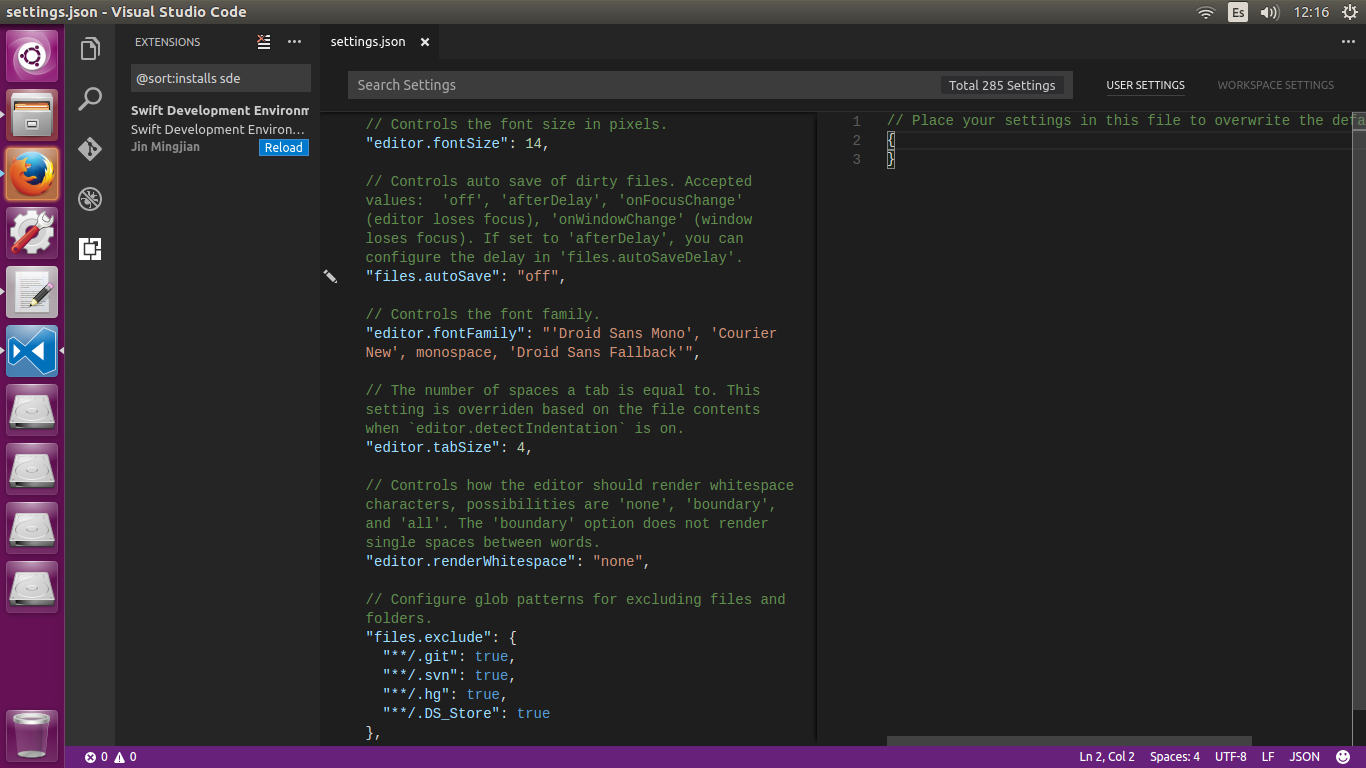 settings.json - Visual Studio Code
Es
12:16
EXTENSIONS
@sort:installs sde
Swift Development Environm
Swift Development Environ...
Jin Mingjian
Reload
settings.json
Search Settings
Total 285 Settings
USER SETTINGS
WORKSPACE SETTINGS
// Controls the font size in pixels.
"editor.fontSize": 14,
// Controls auto save of dirty files. Accepted
values:  'off', 'afterDelay', 'onFocusChange'
(editor loses focus), 'onWindowChange' (window
loses focus). If set to 'afterDelay', you can
configure the delay in 'files.autoSaveDelay'.
"files.autoSave": "off",
// Controls the font family.
"editor.fontFamily": "'Droid Sans Mono', 'Courier
New', monospace, 'Droid Sans Fallback'",
// The number of spaces a tab is equal to. This
setting is overriden based on the file contents
when `editor.detectIndentation` is on.
"editor.tabSize": 4,
// Controls how the editor should render whitespace
characters, possibilities are 'none', 'boundary',
and 'all'. The 'boundary' option does not render
single spaces between words.
"editor.renderWhitespace": "none",
// Configure glob patterns for excluding files and
folders.
"files.exclude": {
"**/.git": true,
"**/.svn": true,
"**/.hg": true,
"**/.DS_Store": true
},
1 // Place your settings in this file to overwrite the defa
2 {
3 }
0 0
Ln 2, Col 2
Spaces: 4
UTF-8
LF
JSON